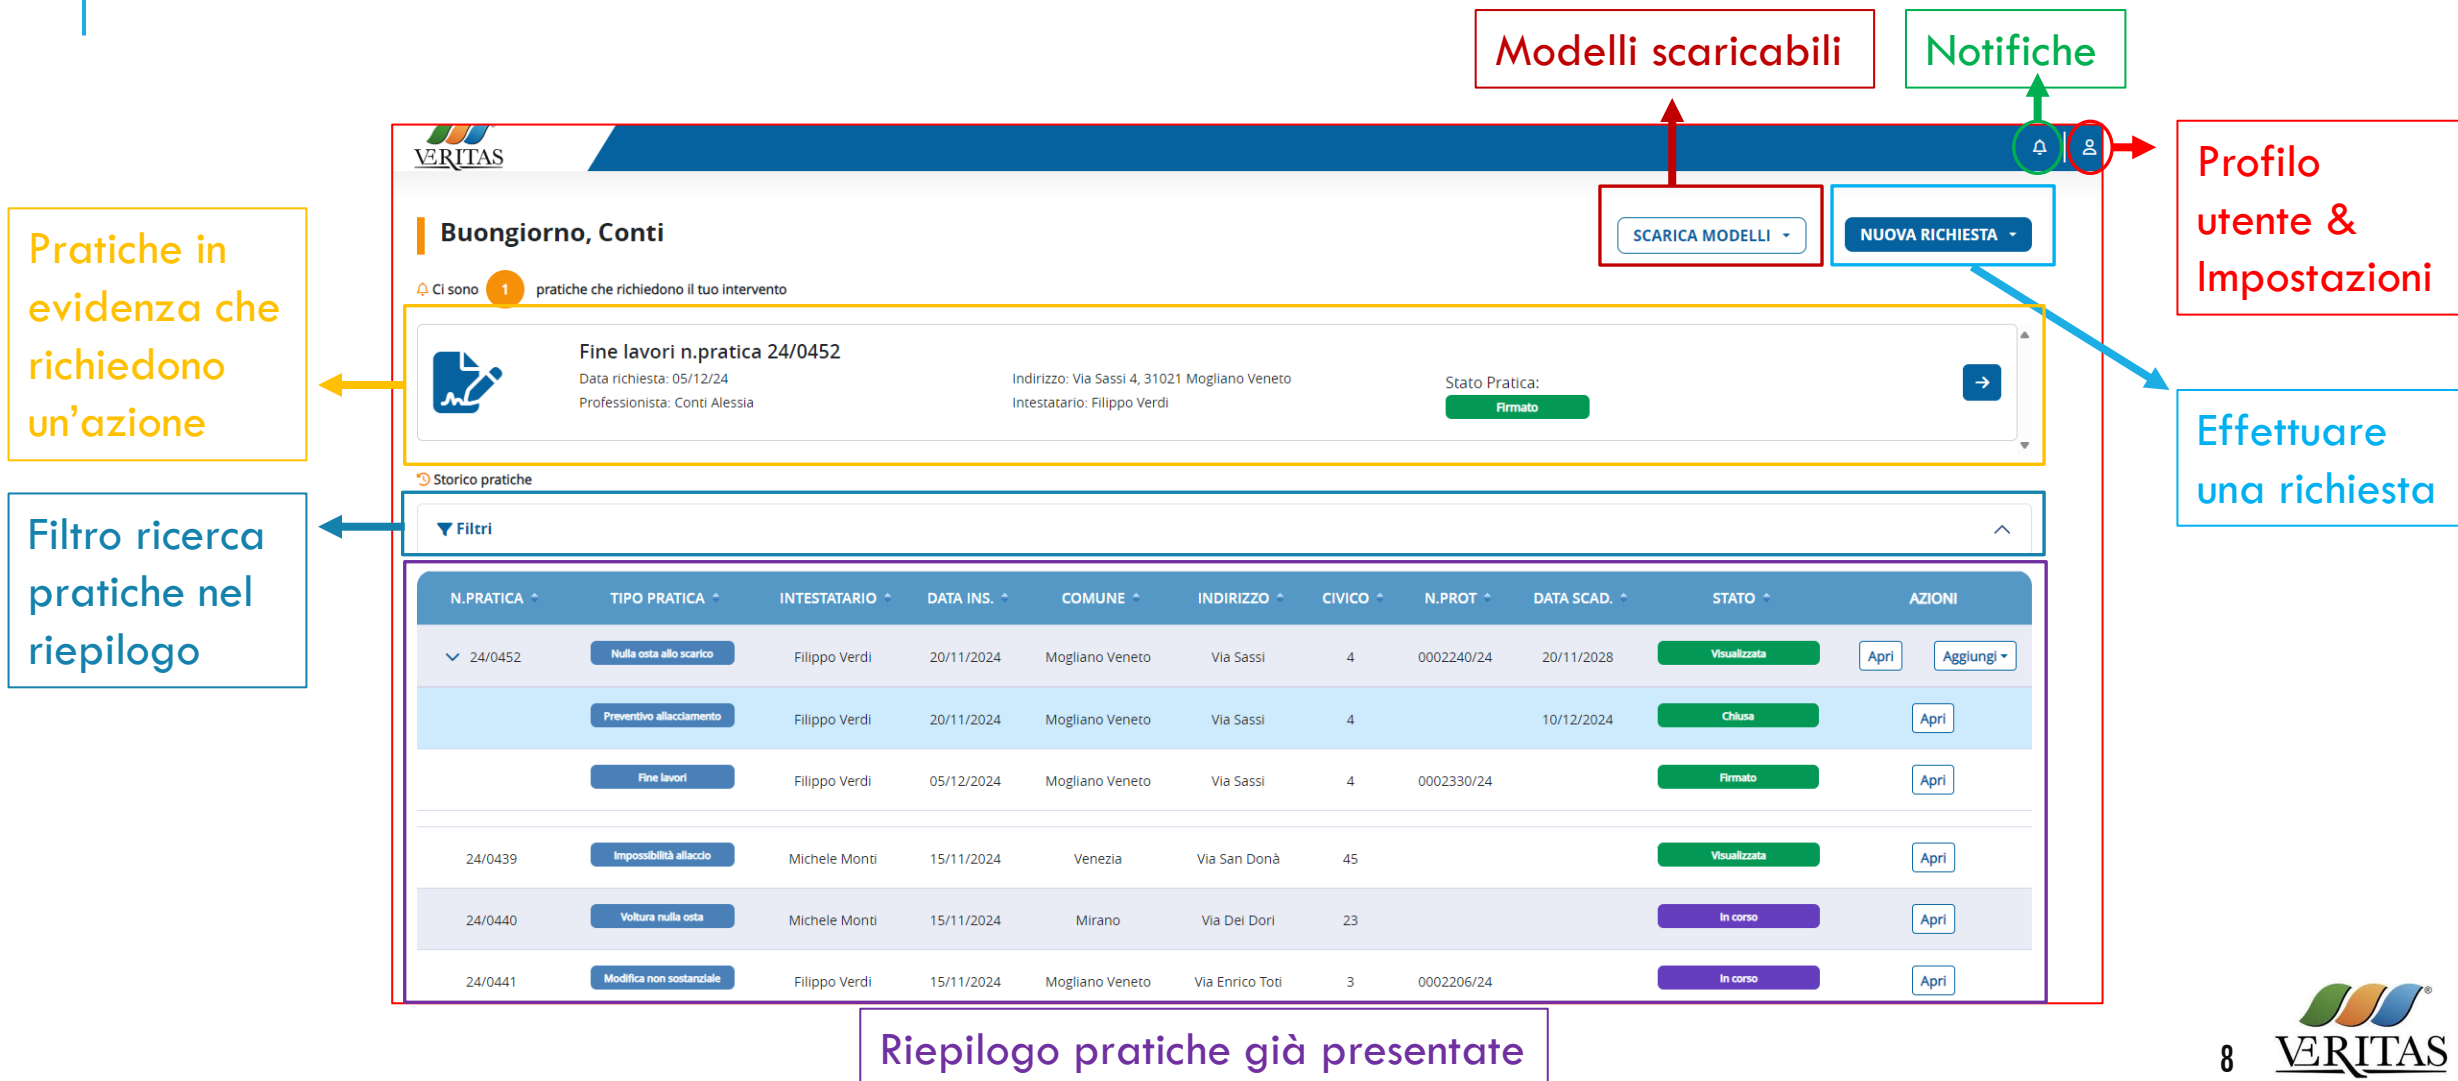 Modelli scaricabili
Notifiche
VERITAS
Profilo
utente &
Impostazioni
Pratiche in
evidenza che
richiedono
un'azione
Buongiorno, Conti
SCARICA MODELLI
NUOVA RICHIESTA
Ci sono 1 pratiche che richiedono il tuo intervento
Fine lavori n.pratica 24/0452
Data richiesta: 05/12/24
Professionista: Conti Alessia
Indirizzo: Via Sassi 4, 31021 Mogliano Veneto
Intestatario: Filippo Verdi
Stato Pratica:
Firmato
Effettuare
una richiesta
Storico pratiche
Filtro ricerca
pratiche nel
riepilogo
Filtri
N.PRATICA TIPO PRATICA INTESTATARIO DATA INS. COMUNE INDIRIZZO CIVICO N.PROT DATA SCAD. STATO AZIONI
24/0452 Nulla osta allo scarico Filippo Verdi 20/11/2024 Mogliano Veneto Via Sassi 4 0002240/24 20/11/2028 Visualizzata Apri Aggiungi
Preventivo allacciamento Filippo Verdi 20/11/2024 Mogliano Veneto Via Sassi 4 10/12/2024 Chiusa Apri
Fine lavori Filippo Verdi 05/12/2024 Mogliano Veneto Via Sassi 4 0002330/24 Firmato Apri
24/0439 Impossibilità allaccio Michele Monti 15/11/2024 Venezia Via San Donà 45 Visualizzata Apri
24/0440 Voltura nulla osta Michele Monti 15/11/2024 Mirano Via Dei Dori 23 In corso Apri
24/0441 Modifica non sostanziale Filippo Verdi 15/11/2024 Mogliano Veneto Via Enrico Toti 3 0002206/24 In corso Apri
Riepilogo pratiche già presentate
8
VERITAS
®